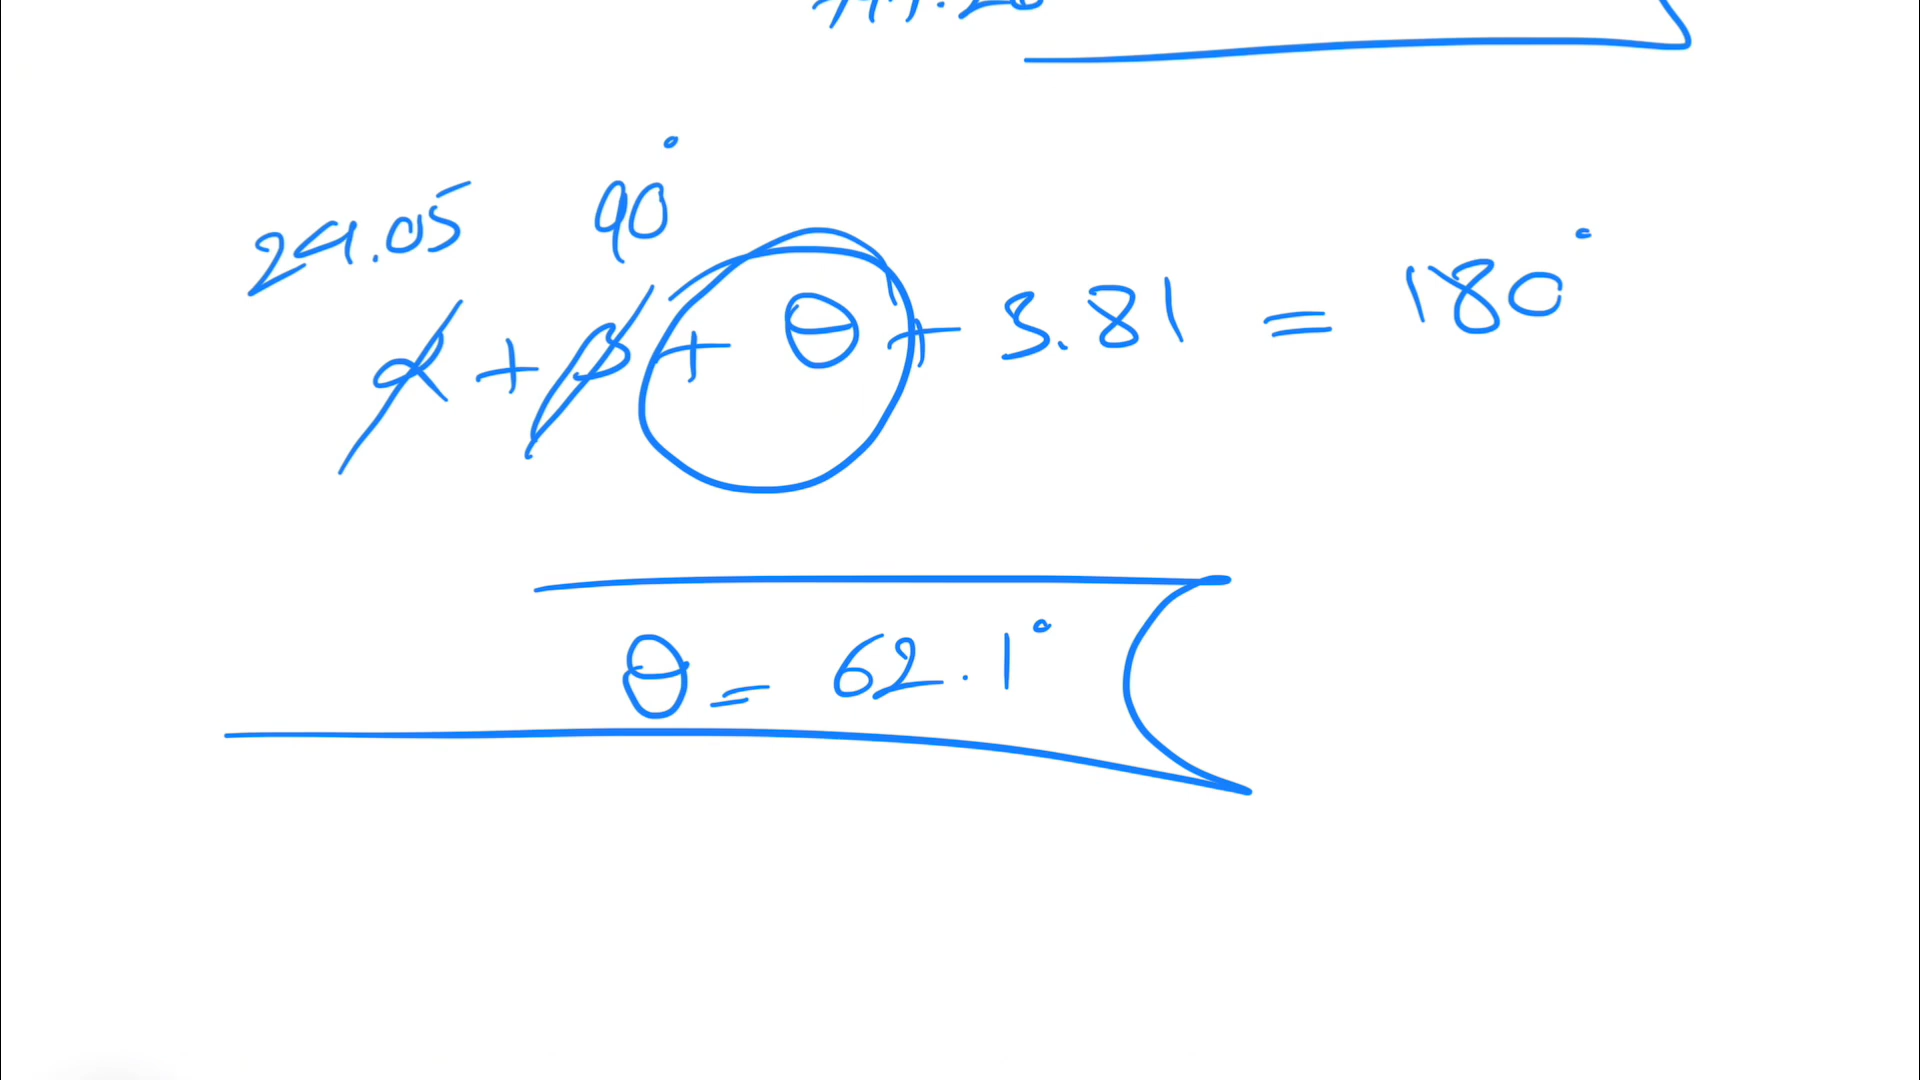 24.05 90°
α + β + θ + 3.81 = 180°
θ = 62.1°